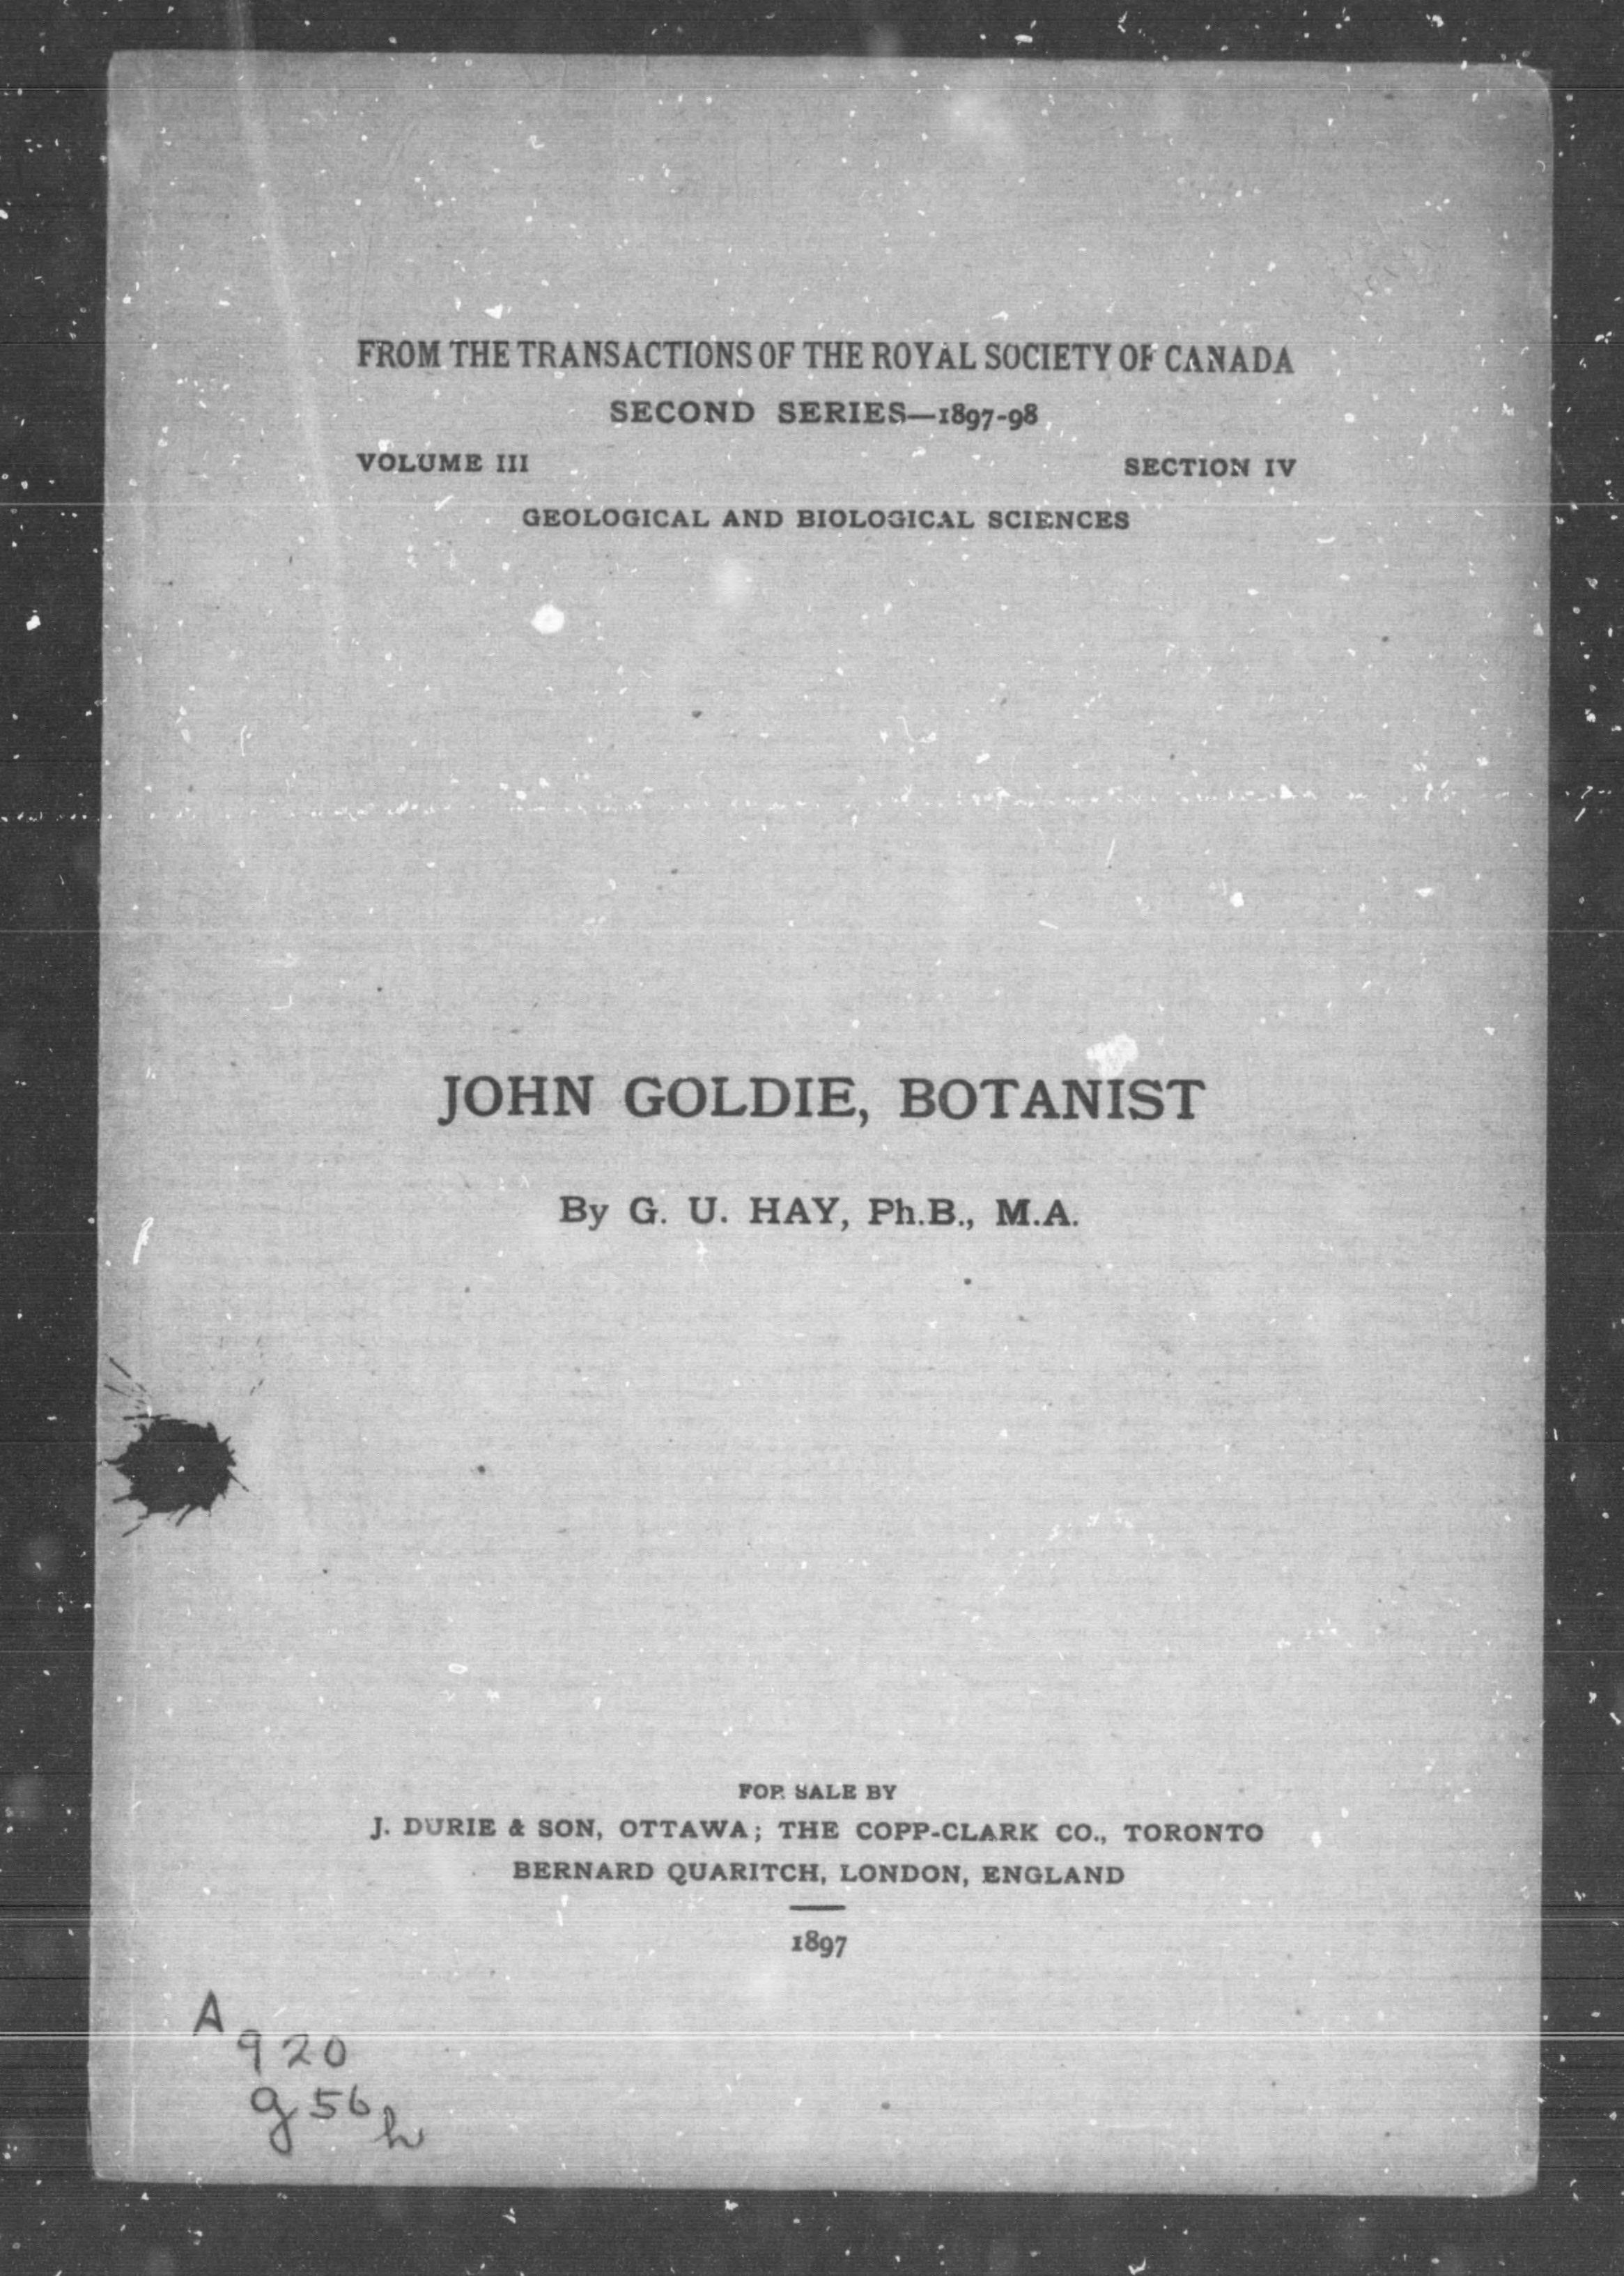 FROM THE TRANSACTIONS OF THE ROYAL SOCIETY OF CANADA
SECOND SERIES—1897-98
VOLUME III SECTION IV
GEOLOGICAL AND BIOLOGICAL SCIENCES
JOHN GOLDIE, BOTANIST
By G. U. HAY, Ph.B., M.A.
FOR SALE BY
J. DURIE & SON, OTTAWA; THE COPP-CLARK CO., TORONTO
BERNARD QUARITCH, LONDON, ENGLAND
1897
A
920
g56
h